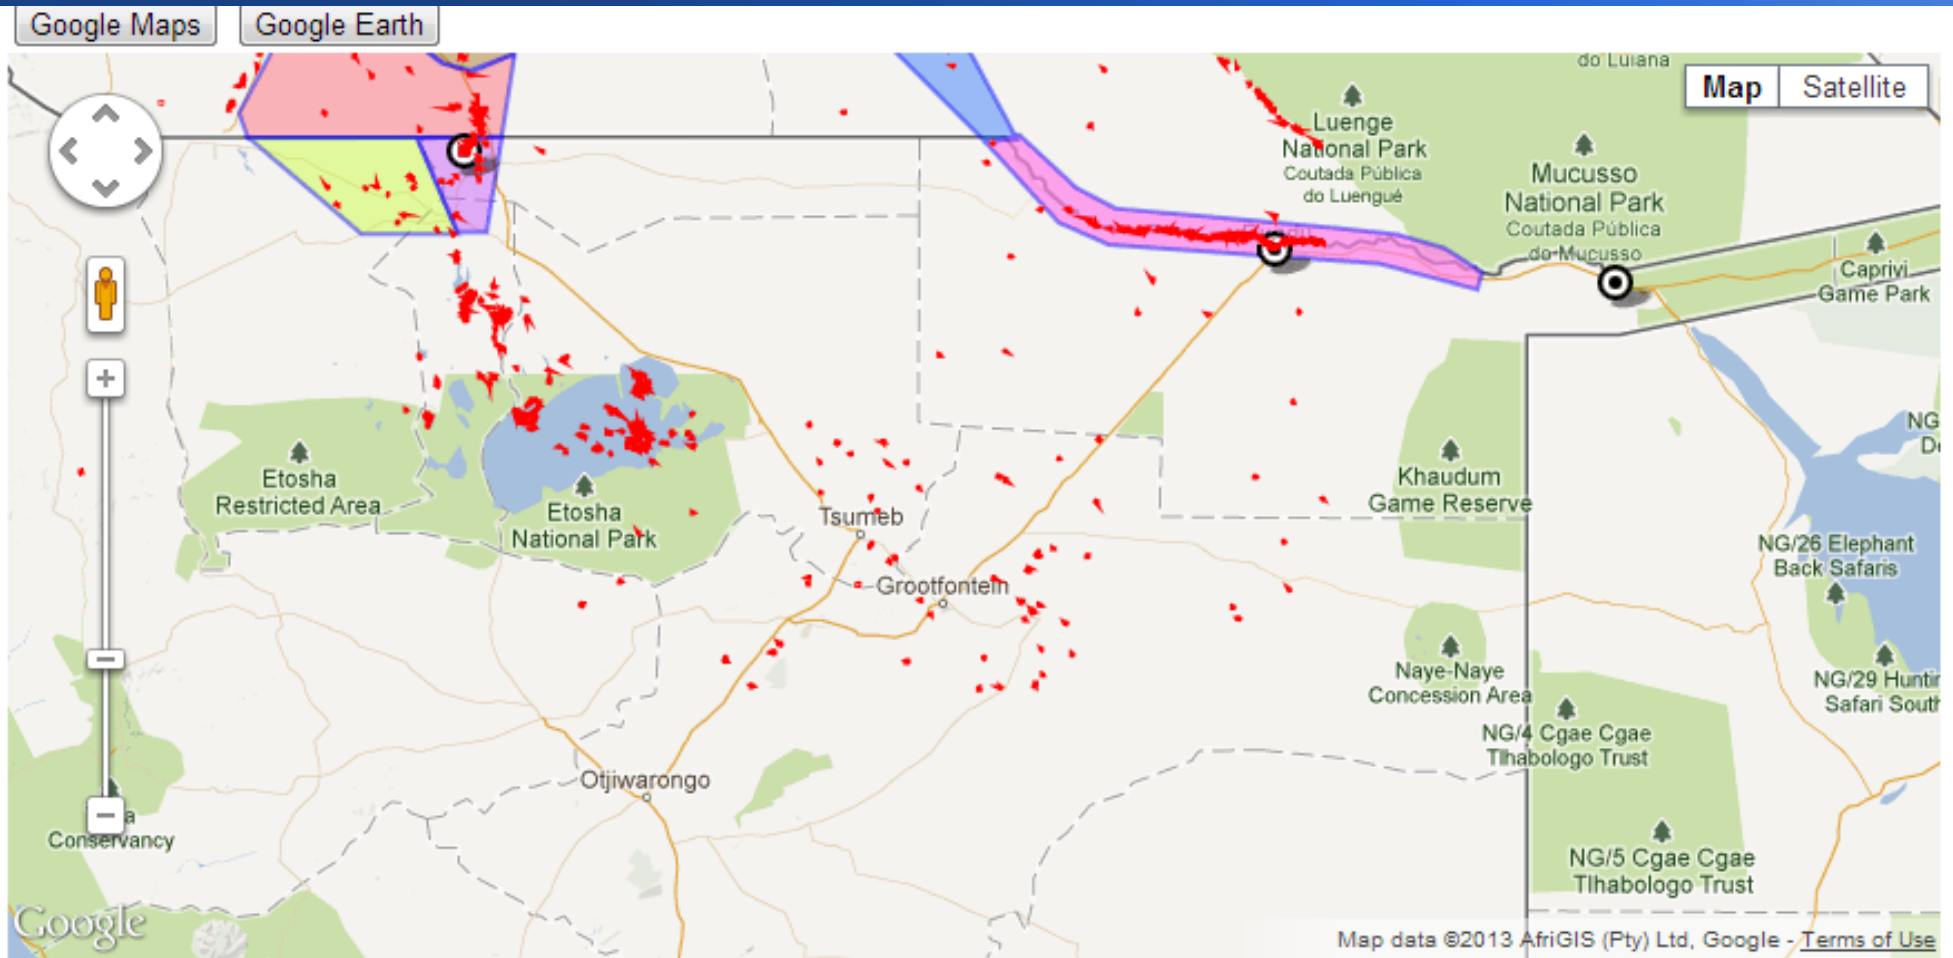 Google Maps
Google Earth
do Luiana
Map
Satellite
Luenge
National Park
Coutada Pública
do Luengué
Mucusso
National Park
Coutada Pública
do Mucusso
Caprivi
Game Park
NG
Etosha
Restricted Area
Etosha
National Park
Tsumeb
Khaudum
Game Reserve
NG/26 Elephant
Back Safaris
Grootfontein
Naye-Naye
Concession Area
NG/29 Huntin
Safari South
NG/4 Cgae Cgae
Tlhabologo Trust
Otjiwarongo
a
Conservancy
NG/5 Cgae Cgae
Tlhabologo Trust
Google
Map data ©2013 AfriGIS (Pty) Ltd, Google - Terms of Use